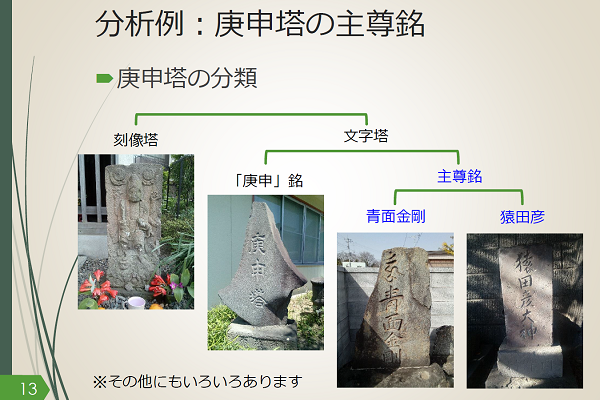 分析例：庚申塔の主尊銘
庚申塔の分類
刻像塔
文字塔
「庚申」銘
主尊銘
青面金剛
猿田彦
庚申塔
青面金剛
猿田彦大神
※その他にもいろいろあります
13